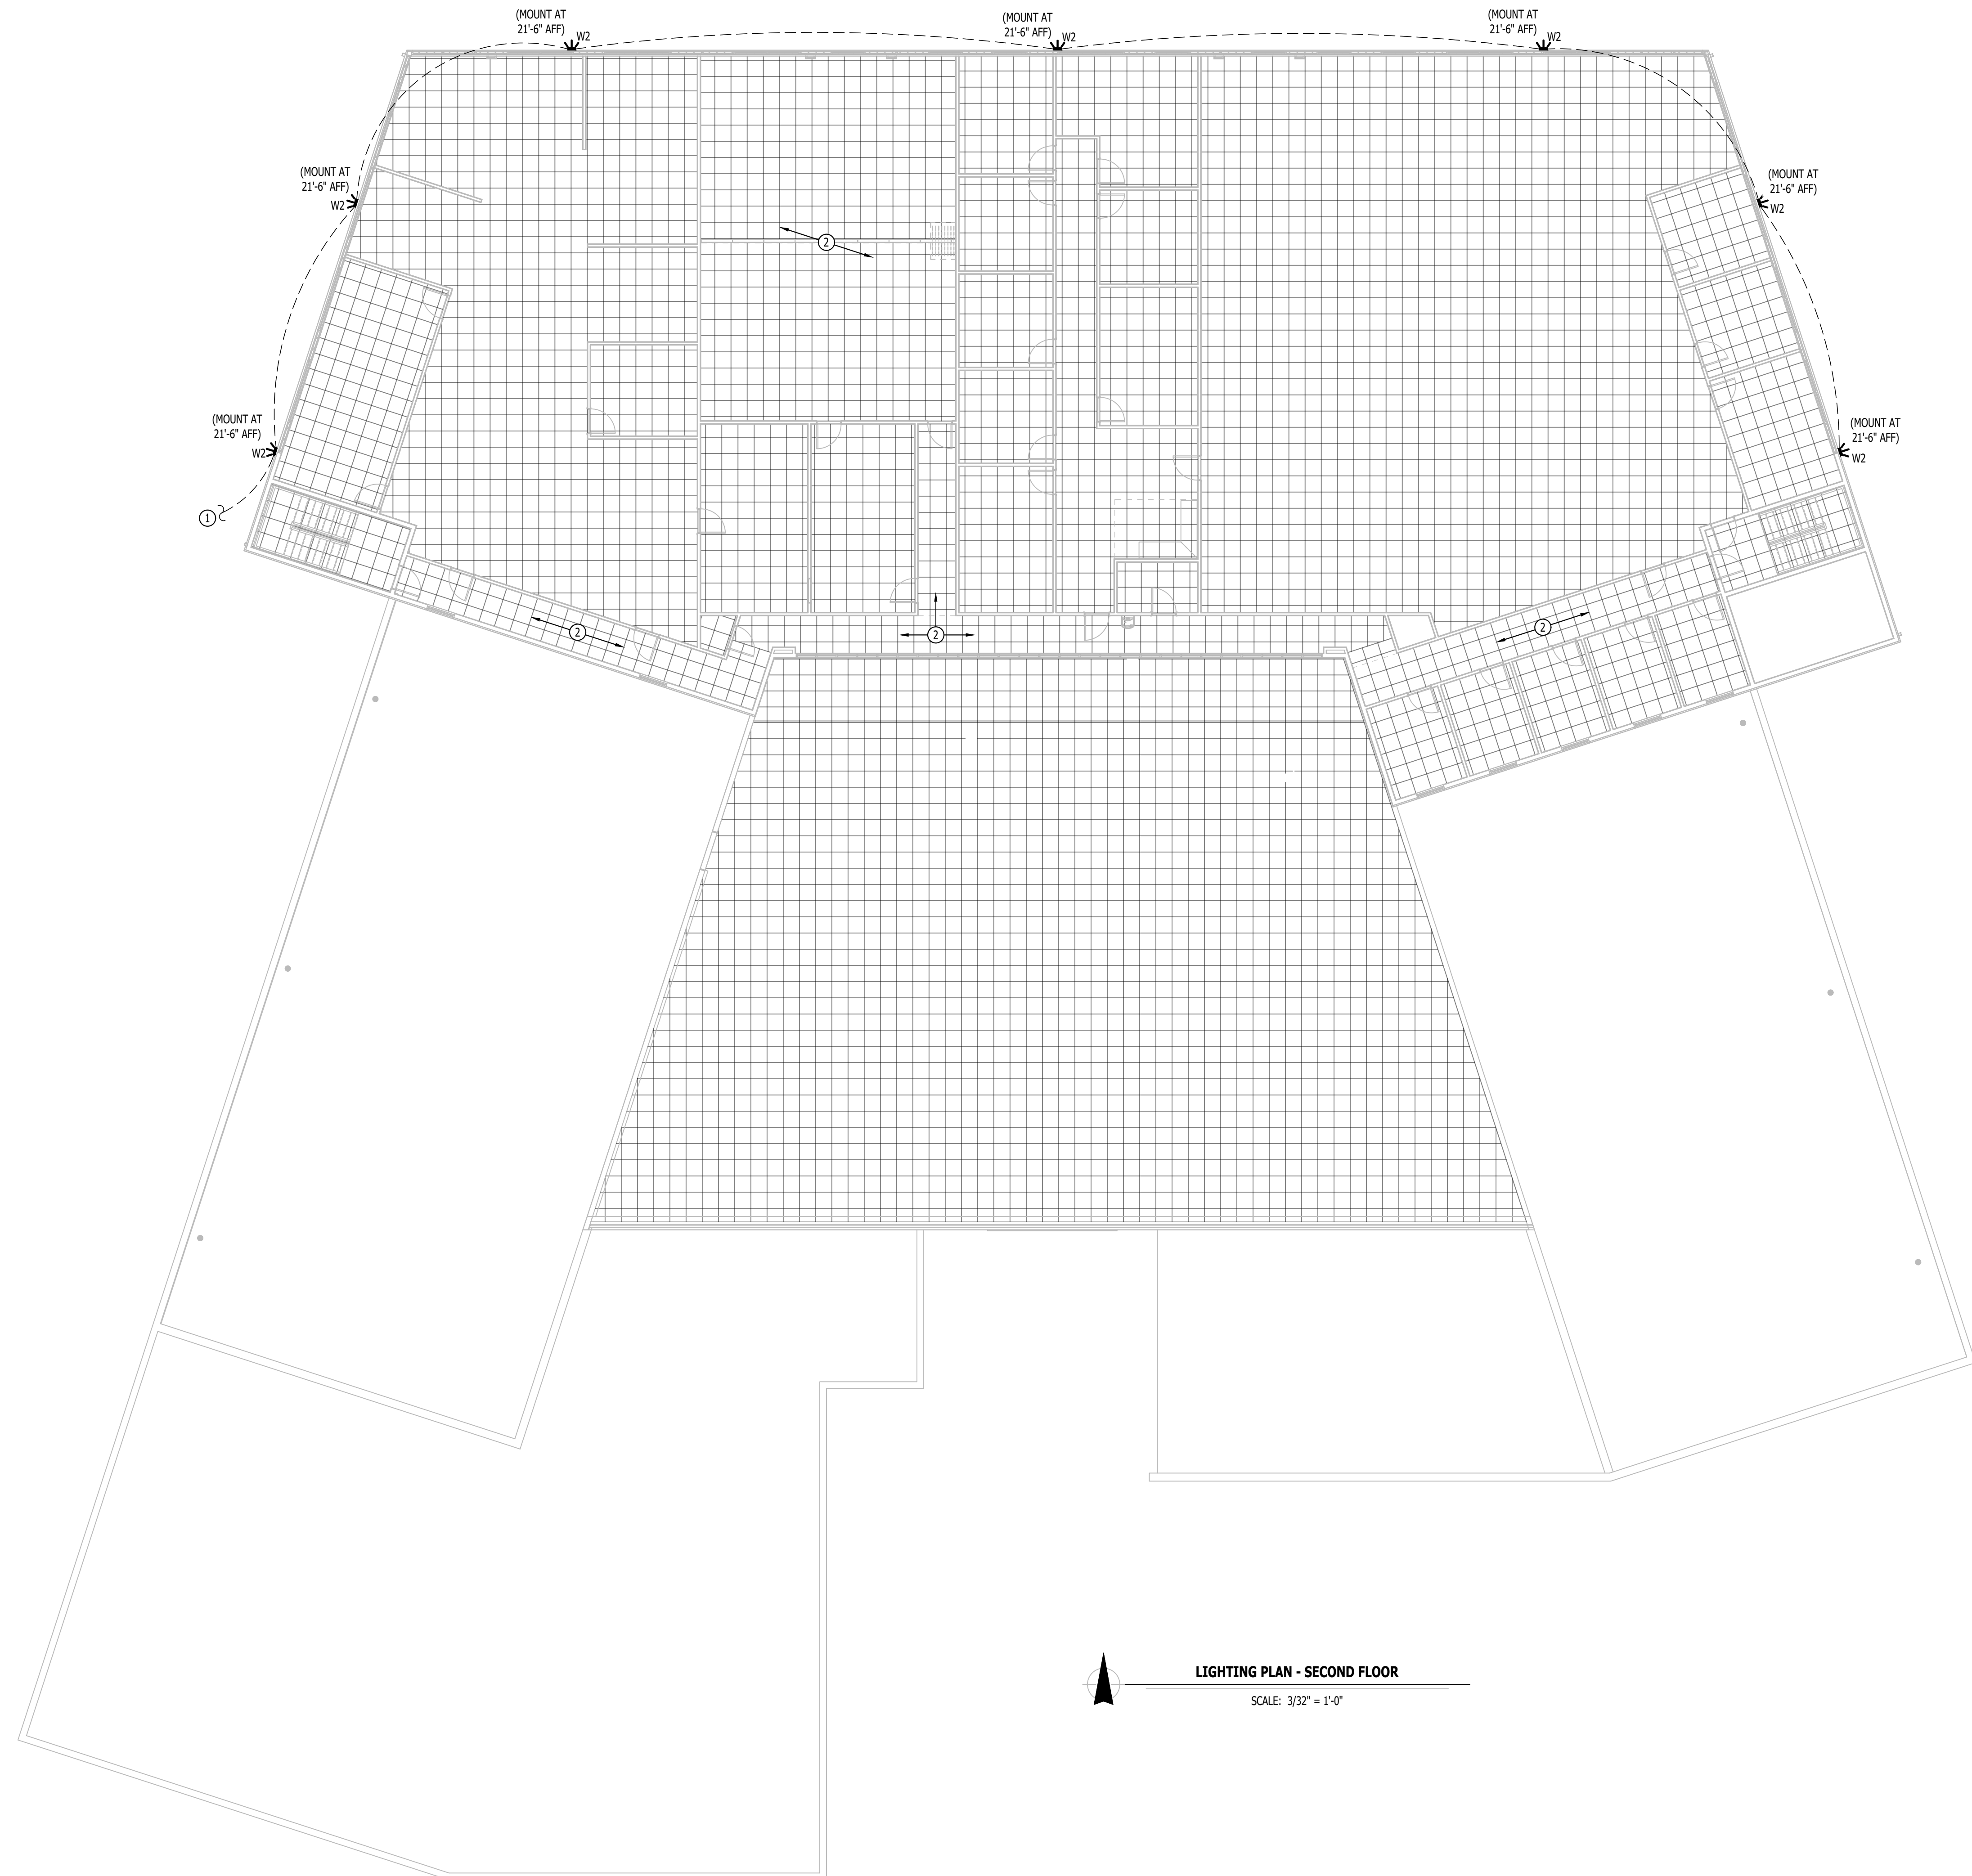 (MOUNT AT
21'-6" AFF)
W2
(MOUNT AT
21'-6" AFF)
W2
(MOUNT AT
21'-6" AFF)
W2
(MOUNT AT
21'-6" AFF)
W2
(MOUNT AT
21'-6" AFF)
W2
2
(MOUNT AT
21'-6" AFF)
W2
(MOUNT AT
21'-6" AFF)
W2
1
2
2
2
LIGHTING PLAN - SECOND FLOOR
SCALE: 3/32" = 1'-0"